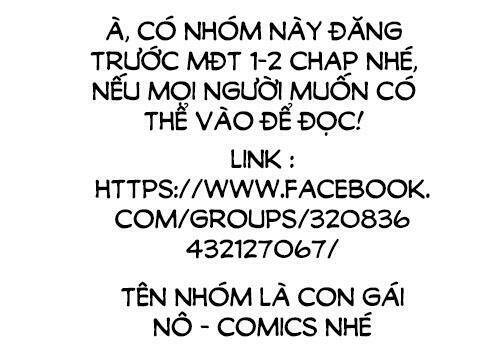 À, CÓ NHÓM NÀY ĐĂNG
TRƯỚC MĐT 1-2 CHAP NHÉ,
NẾU MỌI NGƯỜI MUỐN CÓ
THỂ VÀO ĐỂ ĐỌC!
LINK :
HTTPS://WWW.FACEBOOK.
COM/GROUPS/320836
432127067/
TÊN NHÓM LÀ CON GÁI
NÔ - COMICS NHÉ